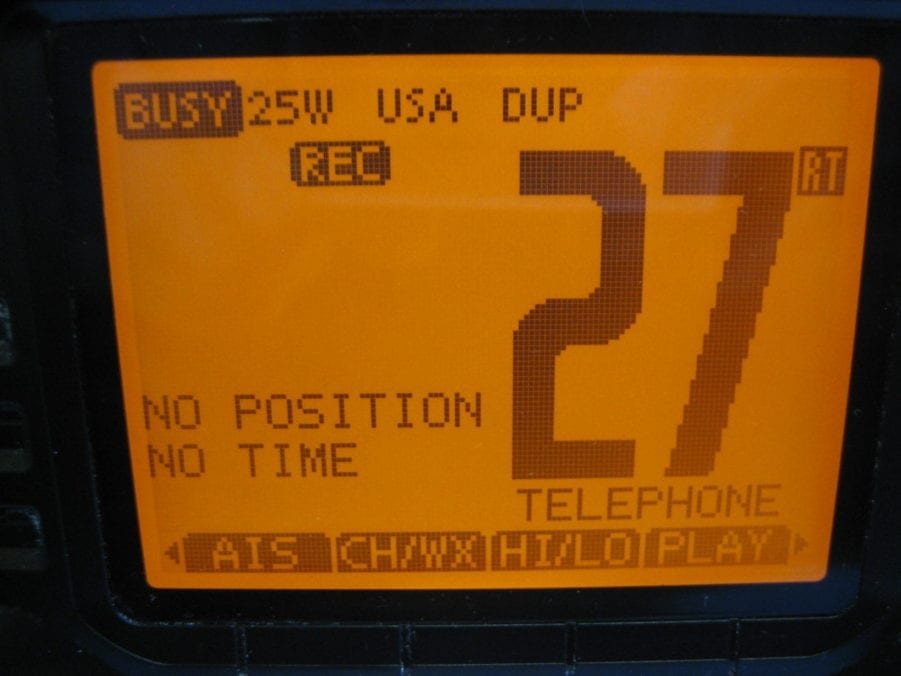 BUSY 25W USA DUP
REC
27 RT
NO POSITION
NO TIME
TELEPHONE
AIS CH/WX HI/LO PLAY